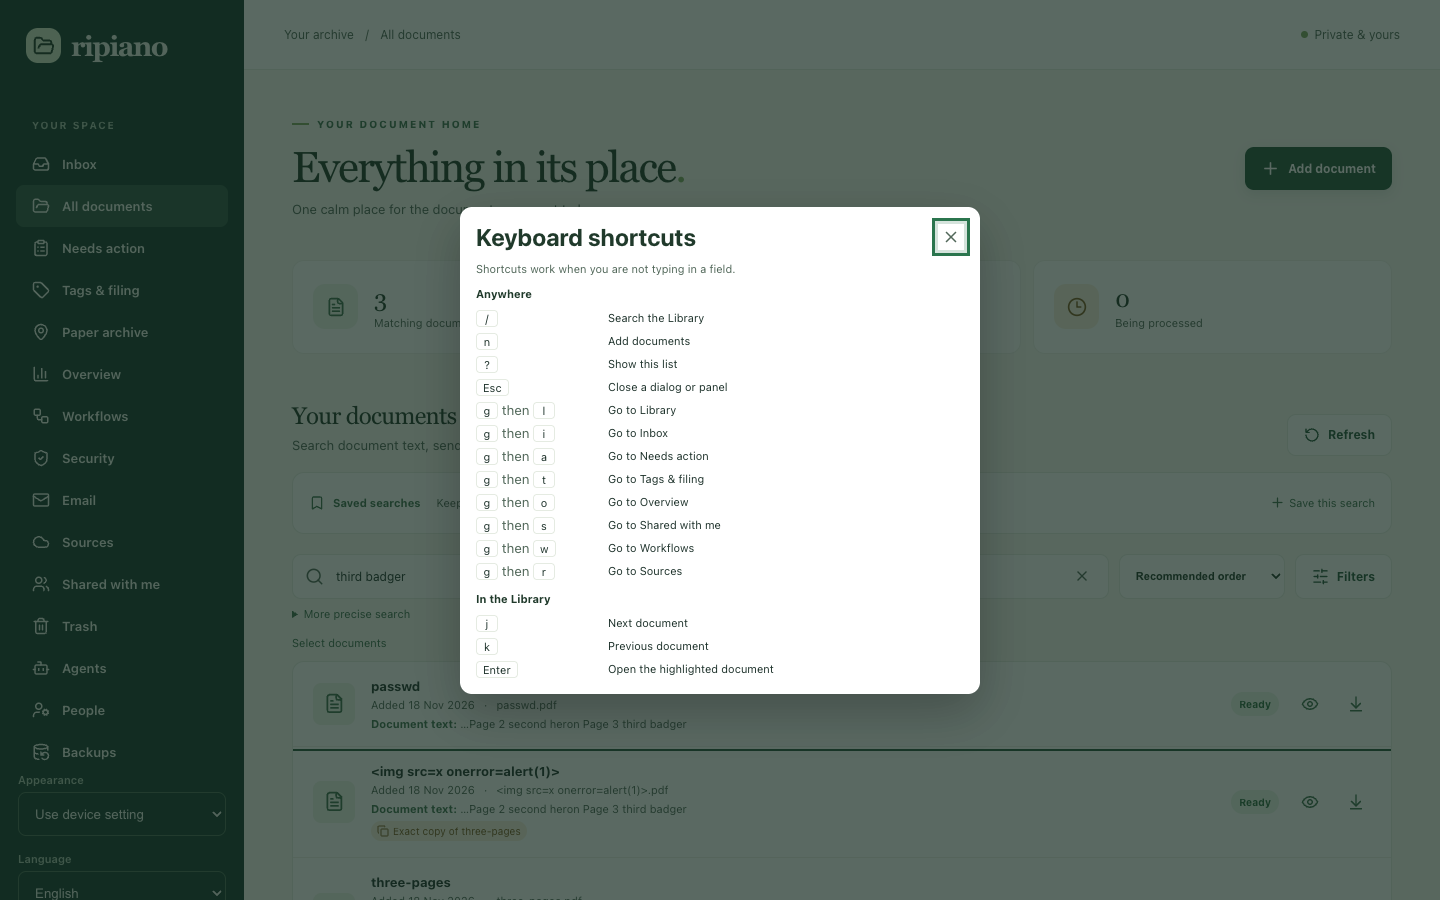 ripiano
Your archive / All documents
Private & yours
YOUR SPACE
Inbox
All documents
Needs action
Tags & filing
Paper archive
Overview
Workflows
Security
Email
Sources
Shared with me
Trash
Agents
People
Backups
Appearance
Use device setting
Language
English
YOUR DOCUMENT HOME
Everything in its place.
Add document
One calm place for the
3
Matching
0
Being processed
Your documents
Search document text,
Refresh
Saved searches
Save this search
third badger
Recommended order
Filters
More precise search
Select documents
passwd
Added 18 Nov 2026 · passwd.pdf
Document text: ...Page 2 second heron Page 3 third badger
Ready
<img src=x onerror=alert(1)>
Added 18 Nov 2026 · <img src=x onerror=alert(1)>.pdf
Document text: ...Page 2 second heron Page 3 third badger
Ready
Exact copy of three-pages
three-pages
Keyboard shortcuts
Shortcuts work when you are not typing in a field.
Anywhere
/ Search the Library
n Add documents
? Show this list
Esc Close a dialog or panel
g then l Go to Library
g then i Go to Inbox
g then a Go to Needs action
g then t Go to Tags & filing
g then o Go to Overview
g then s Go to Shared with me
g then w Go to Workflows
g then r Go to Sources
In the Library
j Next document
k Previous document
Enter Open the highlighted document